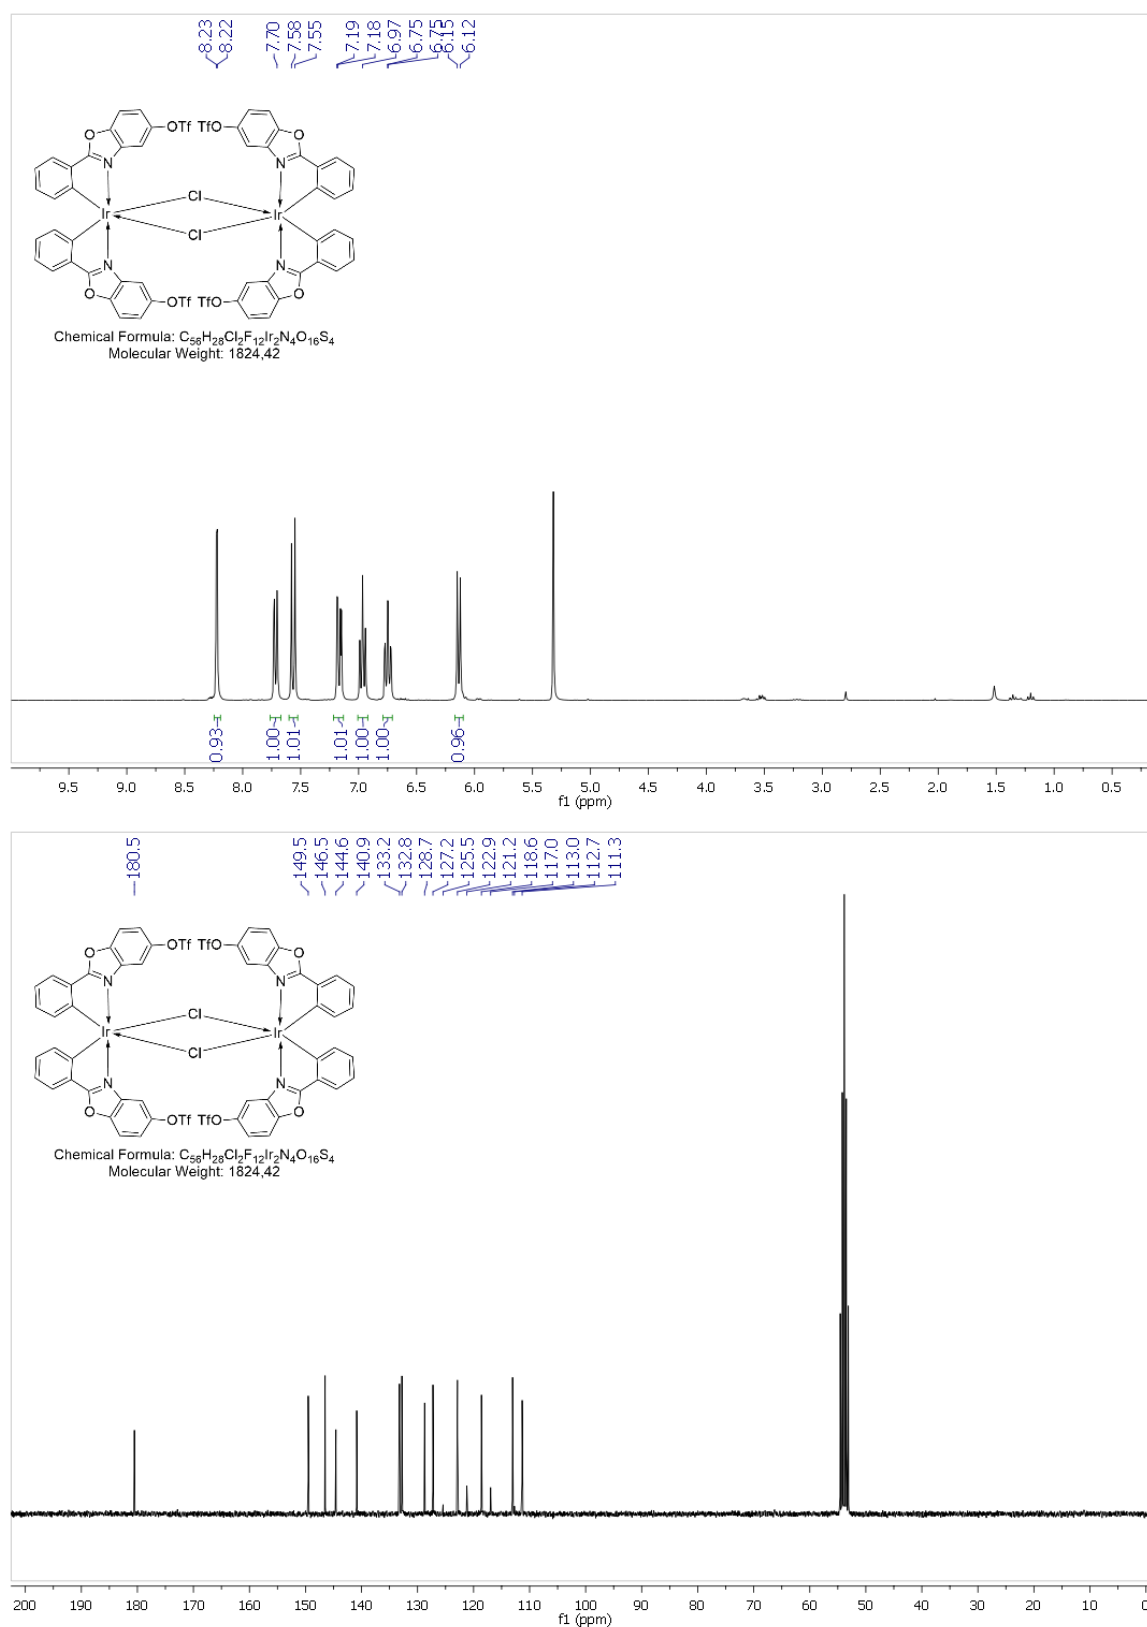 8.23
8.22
7.70
7.58
7.55
7.19
7.18
6.97
6.75
6.75
6.15
6.12
O OTf TfO O
N N
Cl
Ir Ir
Cl
N N
O OTf TfO O
Chemical Formula: C₅₆H₂₈Cl₂F₁₂Ir₂N₄O₁₆S₄
Molecular Weight: 1824,42
0.93
1.00
1.01
1.01
1.00
1.00
0.96
9.5 9.0 8.5 8.0 7.5 7.0 6.5 6.0 5.5 5.0 4.5 4.0 3.5 3.0 2.5 2.0 1.5 1.0 0.5
f1 (ppm)
180.5
149.5
146.5
144.6
140.9
133.2
132.8
128.7
127.2
125.5
122.9
121.2
118.6
117.0
113.0
112.7
111.3
O OTf TfO O
N N
Cl
Ir Ir
Cl
N N
O OTf TfO O
Chemical Formula: C₅₆H₂₈Cl₂F₁₂Ir₂N₄O₁₆S₄
Molecular Weight: 1824,42
200 190 180 170 160 150 140 130 120 110 100 90 80 70 60 50 40 30 20 10 0
f1 (ppm)